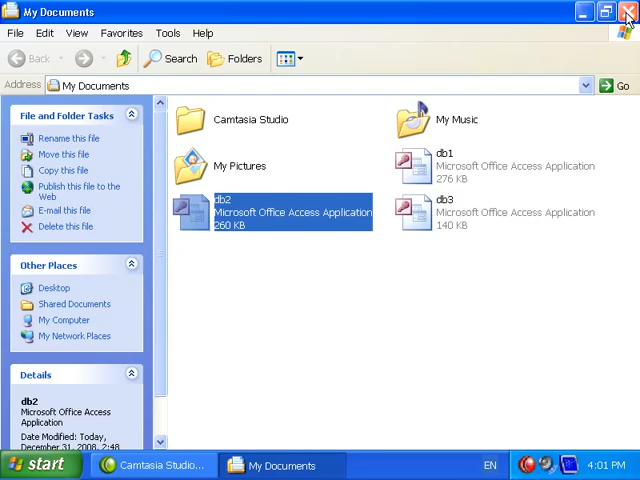 My Documents
File Edit View Favorites Tools Help
Back Search Folders
Address My Documents Go
File and Folder Tasks
Rename this file
Move this file
Copy this file
Publish this file to the
Web
E-mail this file
Delete this file
Other Places
Desktop
Shared Documents
My Computer
My Network Places
Details
db2
Microsoft Office Access
Application
Date Modified: Today,
December 31, 2008, 2:48
Camtasia Studio
My Music
My Pictures
db1
Microsoft Office Access Application
276 KB
db2
Microsoft Office Access Application
260 KB
db3
Microsoft Office Access Application
140 KB
start Camtasia Studio... My Documents EN 4:01 PM